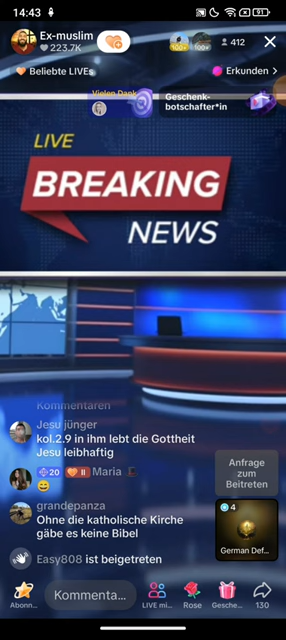 14:43
91
Ex-muslim
223.7K
100+
100+
412
Beliebte LIVEs
Erkunden >
Vielen Dank
Geschenk-
botschafter*in
LIVE
BREAKING
NEWS
Kommentaren
Jesu jünger
kol.2.9 in ihm lebt die Gottheit
Jesu leibhaftig
20 II Maria
Anfrage
zum
Beitreten
grandepanza
Ohne die katholische Kirche
gäbe es keine Bibel
4
German Def...
Easy808 ist beigetreten
Abonn...
Kommenta...
LIVE mi...
Rose
Gesche...
130